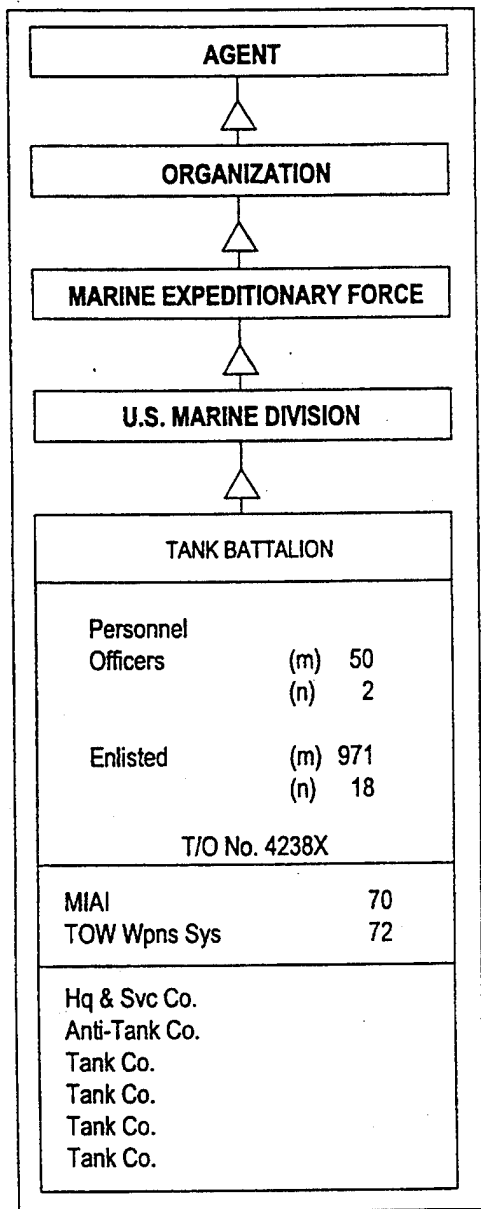 AGENT
ORGANIZATION
MARINE EXPEDITIONARY FORCE
U.S. MARINE DIVISION
TANK BATTALION
Personnel
Officers (m) 50
(n) 2
Enlisted (m) 971
(n) 18
T/O No. 4238X
MIAI 70
TOW Wpns Sys 72
Hq & Svc Co.
Anti-Tank Co.
Tank Co.
Tank Co.
Tank Co.
Tank Co.